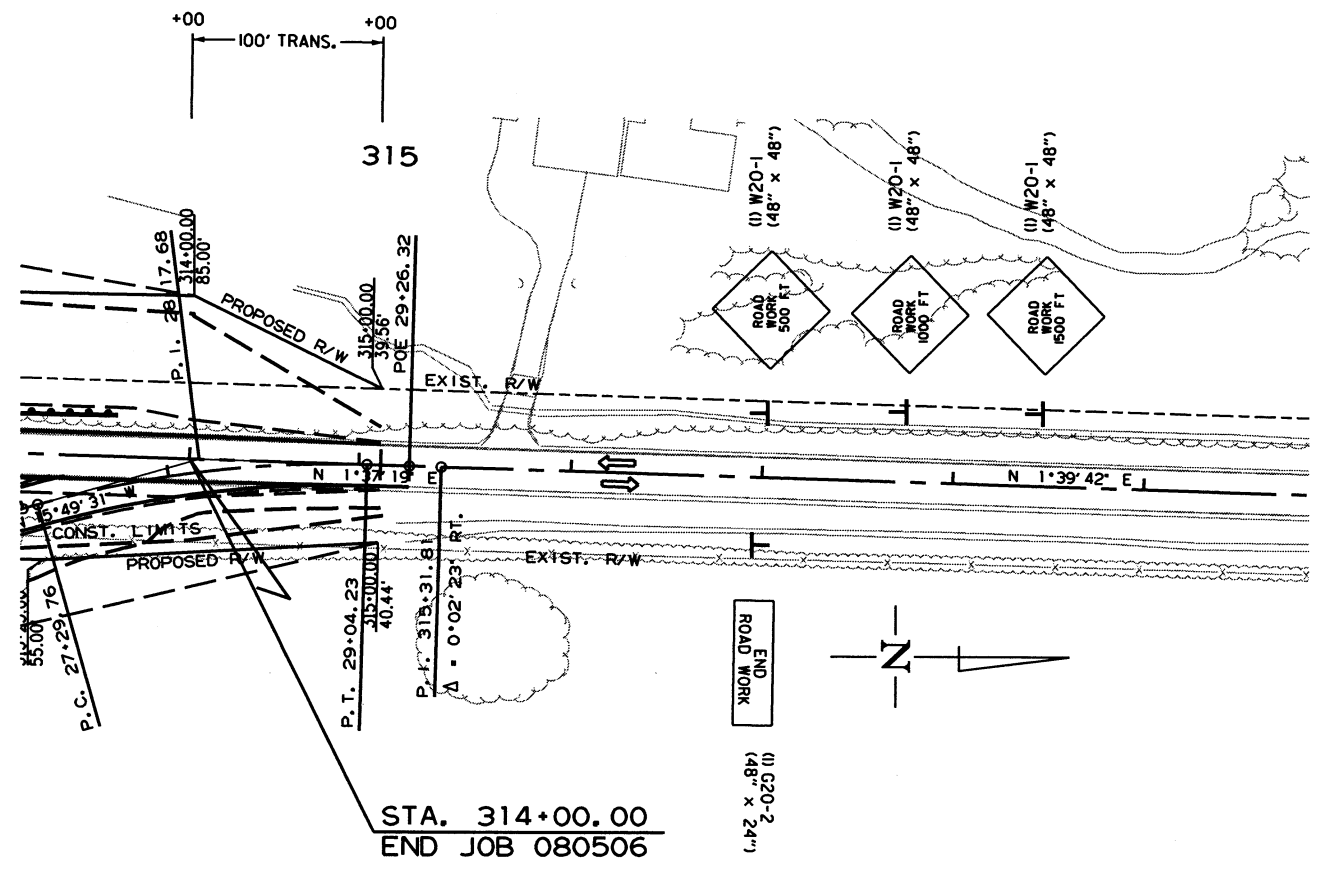 +00
+00
100' TRANS.
315
(1) W20-1
(48" x 48")
(1) W20-1
(48" x 48")
(1) W20-1
(48" x 48")
P. I. 28 17.68
314+00.00
85.00'
PROPOSED R/W
315+00.00
39.56'
POE 29+26.32
ROAD
WORK
500 FT
ROAD
WORK
1000 FT
ROAD
WORK
1500 FT
EXIST. R/W
N 1°37'19" E
N 1°39'42" E
5°49'31" W
CONST. LIMITS
PROPOSED R/W
EXIST. R/W
55.00'
P.C. 27+29.76
P.T. 29+04.23
315+00.00
40.44'
P.I. 315+31.81
Δ = 0°02'23" RT.
END
ROAD WORK
N
(1) G20-2
(48" x 24")
STA. 314+00.00
END JOB 080506